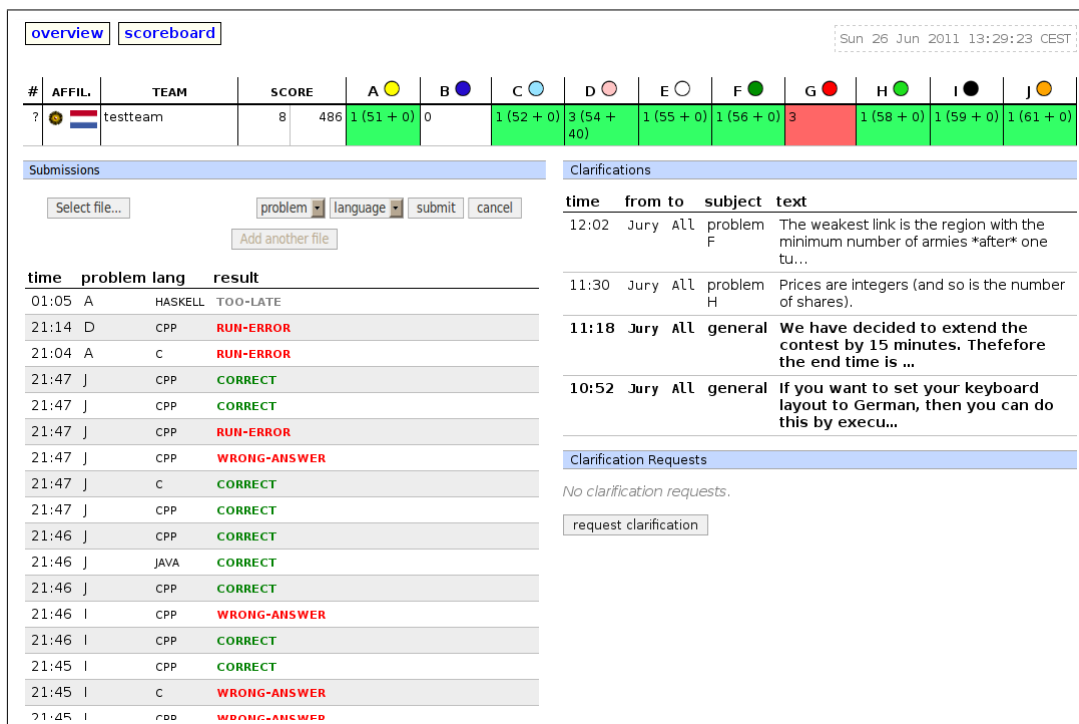 overview scoreboard
Sun 26 Jun 2011 13:29:23 CEST
# AFFIL. TEAM SCORE A B C D E F G H I J
? testteam 8 486 1 (51 + 0) 0 1 (52 + 0) 3 (54 + 40) 1 (55 + 0) 1 (56 + 0) 3 1 (58 + 0) 1 (59 + 0) 1 (61 + 0)
Submissions
Select file... problem language submit cancel
Add another file
time problem lang result
01:05 A HASKELL TOO-LATE
21:14 D CPP RUN-ERROR
21:04 A C RUN-ERROR
21:47 J CPP CORRECT
21:47 J CPP CORRECT
21:47 J CPP RUN-ERROR
21:47 J CPP WRONG-ANSWER
21:47 J C CORRECT
21:47 J CPP CORRECT
21:46 J CPP CORRECT
21:46 J JAVA CORRECT
21:46 J CPP CORRECT
21:46 I CPP WRONG-ANSWER
21:46 I CPP CORRECT
21:45 I CPP CORRECT
21:45 I C WRONG-ANSWER
21:45 I CPP WRONG-ANSWER
Clarifications
time from to subject text
12:02 Jury All problem F The weakest link is the region with the
minimum number of armies *after* one
tu...
11:30 Jury All problem H Prices are integers (and so is the number
of shares).
11:18 Jury All general We have decided to extend the
contest by 15 minutes. Thefefore
the end time is ...
10:52 Jury All general If you want to set your keyboard
layout to German, then you can do
this by execu...
Clarification Requests
No clarification requests.
request clarification